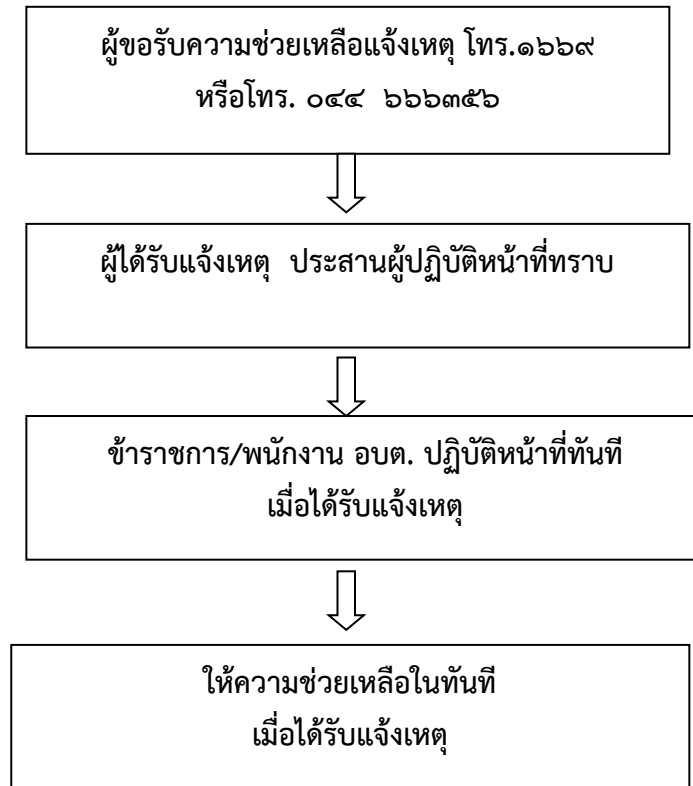 ผู้ขอรับความช่วยเหลือแจ้งเหตุ โทร.๑๖๖๙
หรือโทร. ๐๔๔ ๖๖๖๓๕๖
ผู้ได้รับแจ้งเหตุ ประสานผู้ปฏิบัติหน้าที่ทราบ
ข้าราชการ/พนักงาน อบต. ปฏิบัติหน้าที่ทันที
เมื่อได้รับแจ้งเหตุ
ให้ความช่วยเหลือในทันที
เมื่อได้รับแจ้งเหตุ